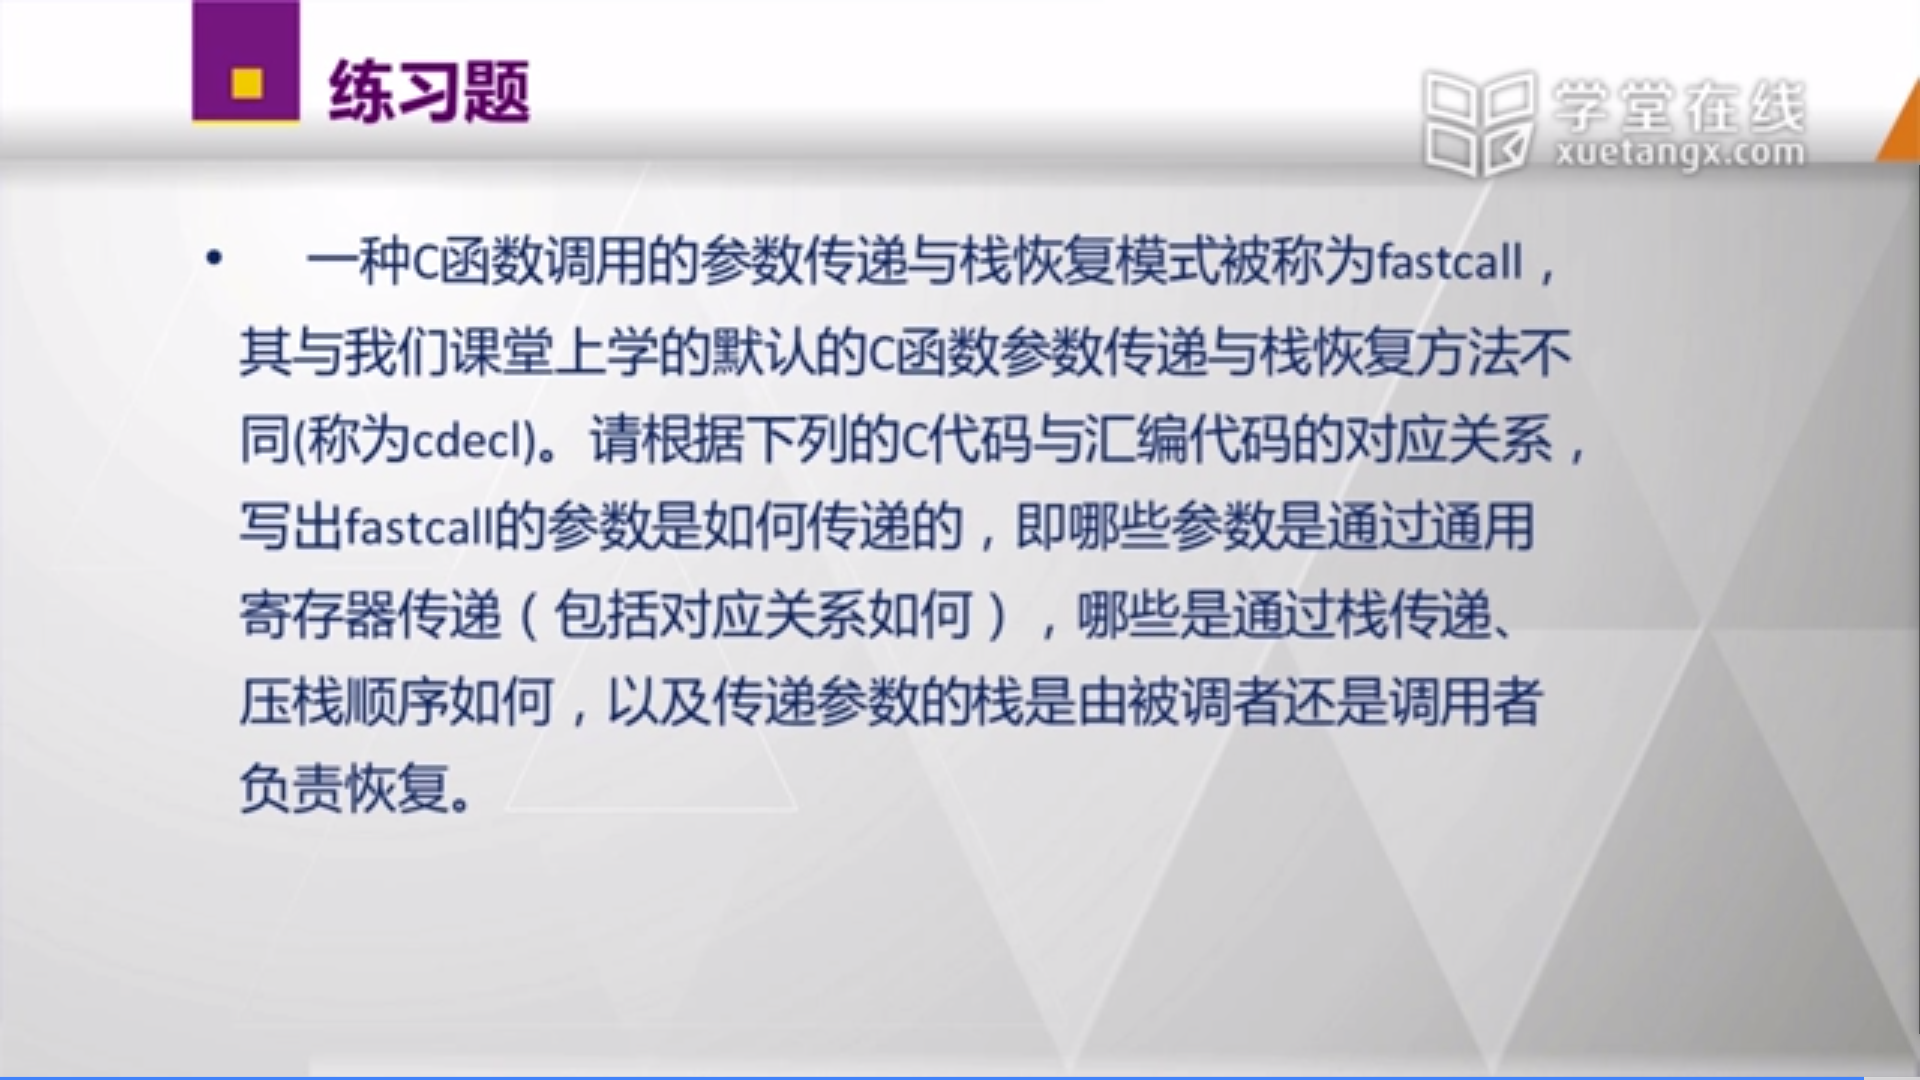 练习题
学堂在线
xuetangx.com
• 一种C函数调用的参数传递与栈恢复模式被称为fastcall，
其与我们课堂上学的默认的C函数参数传递与栈恢复方法不
同(称为cdecl)。请根据下列的C代码与汇编代码的对应关系，
写出fastcall的参数是如何传递的，即哪些参数是通过通用
寄存器传递（包括对应关系如何），哪些是通过栈传递、
压栈顺序如何，以及传递参数的栈是由被调者还是调用者
负责恢复。